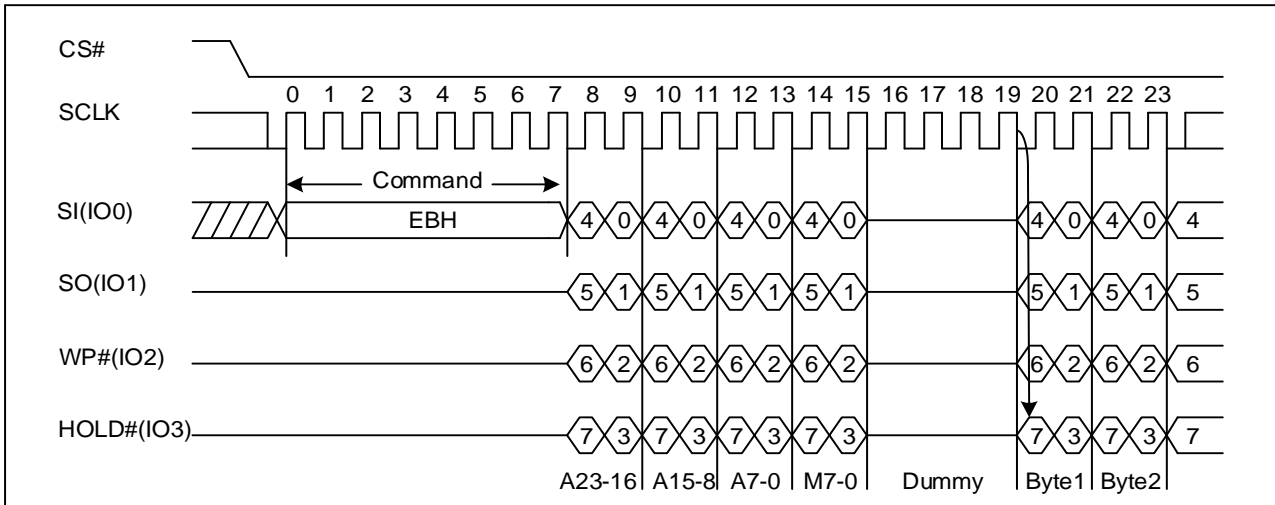 CS#
0 1 2 3 4 5 6 7 8 9 10 11 12 13 14 15 16 17 18 19 20 21 22 23
SCLK
Command
SI(IO0) EBH 4 0 4 0 4 0 4 0 4 0 4 0 4
SO(IO1) 5 1 5 1 5 1 5 1 5 1 5 1 5
WP#(IO2) 6 2 6 2 6 2 6 2 6 2 6 2 6
HOLD#(IO3) 7 3 7 3 7 3 7 3 7 3 7 3 7
A23-16 A15-8 A7-0 M7-0 Dummy Byte1 Byte2